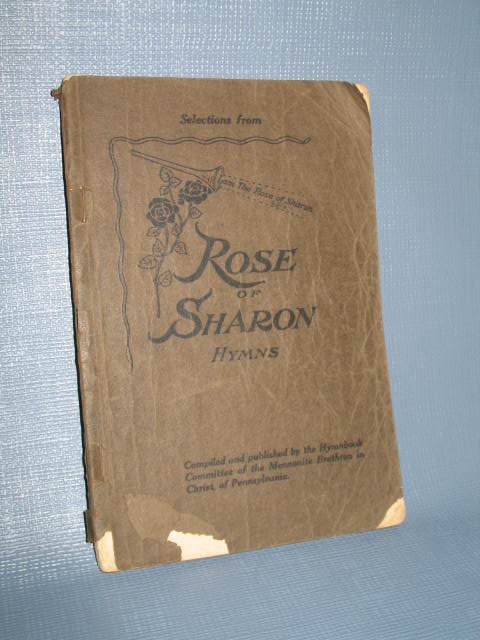 Selections from
I am The Rose of Sharon
ROSE
OF
SHARON
HYMNS
Compiled and published by the Hymnbook
Committee of the Mennonite Brethren in
Christ, of Pennsylvania.